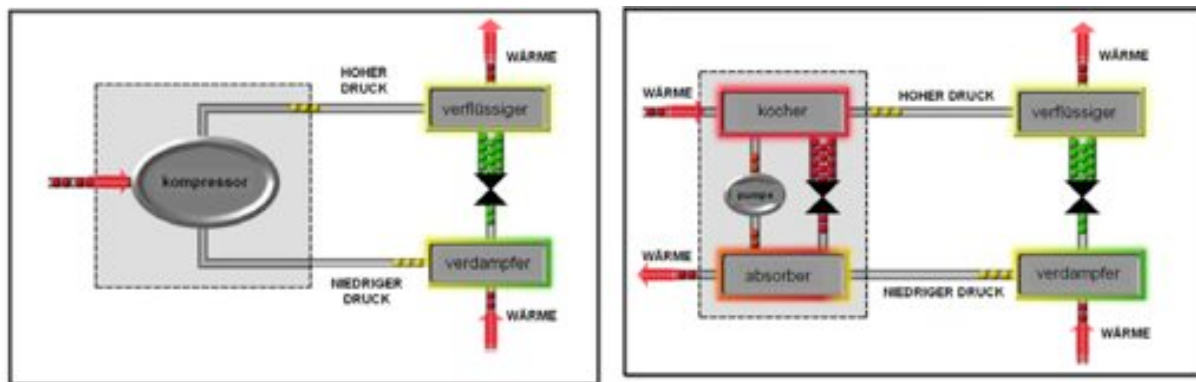 WÄRME
HOHER
DRUCK
verflüssiger
kompressor
verdampfer
NIEDRIGER
DRUCK
WÄRME
WÄRME
WÄRME
kocher
HOHER DRUCK
verflüssiger
pumpe
WÄRME
absorber
verdampfer
NIEDRIGER DRUCK
WÄRME